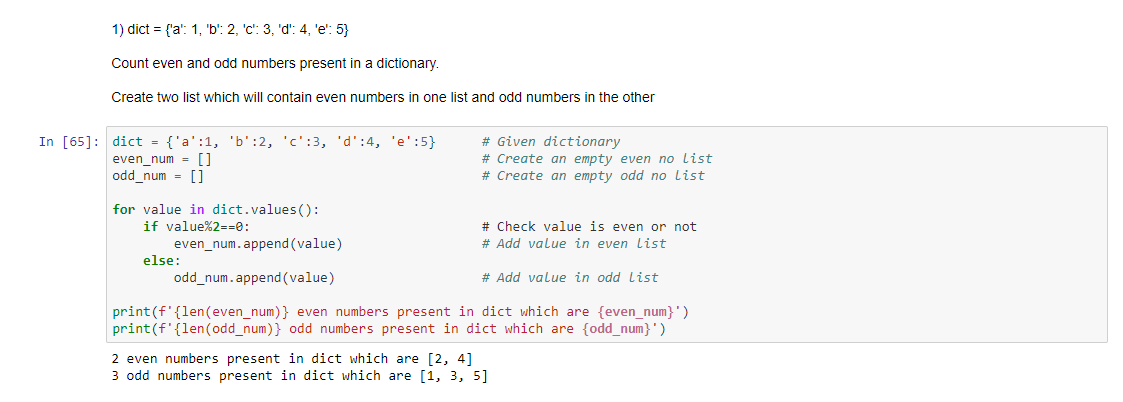 1) dict = {'a': 1, 'b': 2, 'c': 3, 'd': 4, 'e': 5}
Count even and odd numbers present in a dictionary.
Create two list which will contain even numbers in one list and odd numbers in the other
In [65]: dict = {'a':1, 'b':2, 'c':3, 'd':4, 'e':5}      # Given dictionary
even_num = []                                   # Create an empty even no list
odd_num = []                                    # Create an empty odd no list
for value in dict.values():
    if value%2==0:                              # Check value is even or not
        even_num.append(value)                  # Add value in even list
    else:
        odd_num.append(value)                   # Add value in odd list
print(f'{len(even_num)} even numbers present in dict which are {even_num}')
print(f'{len(odd_num)} odd numbers present in dict which are {odd_num}')
2 even numbers present in dict which are [2, 4]
3 odd numbers present in dict which are [1, 3, 5]